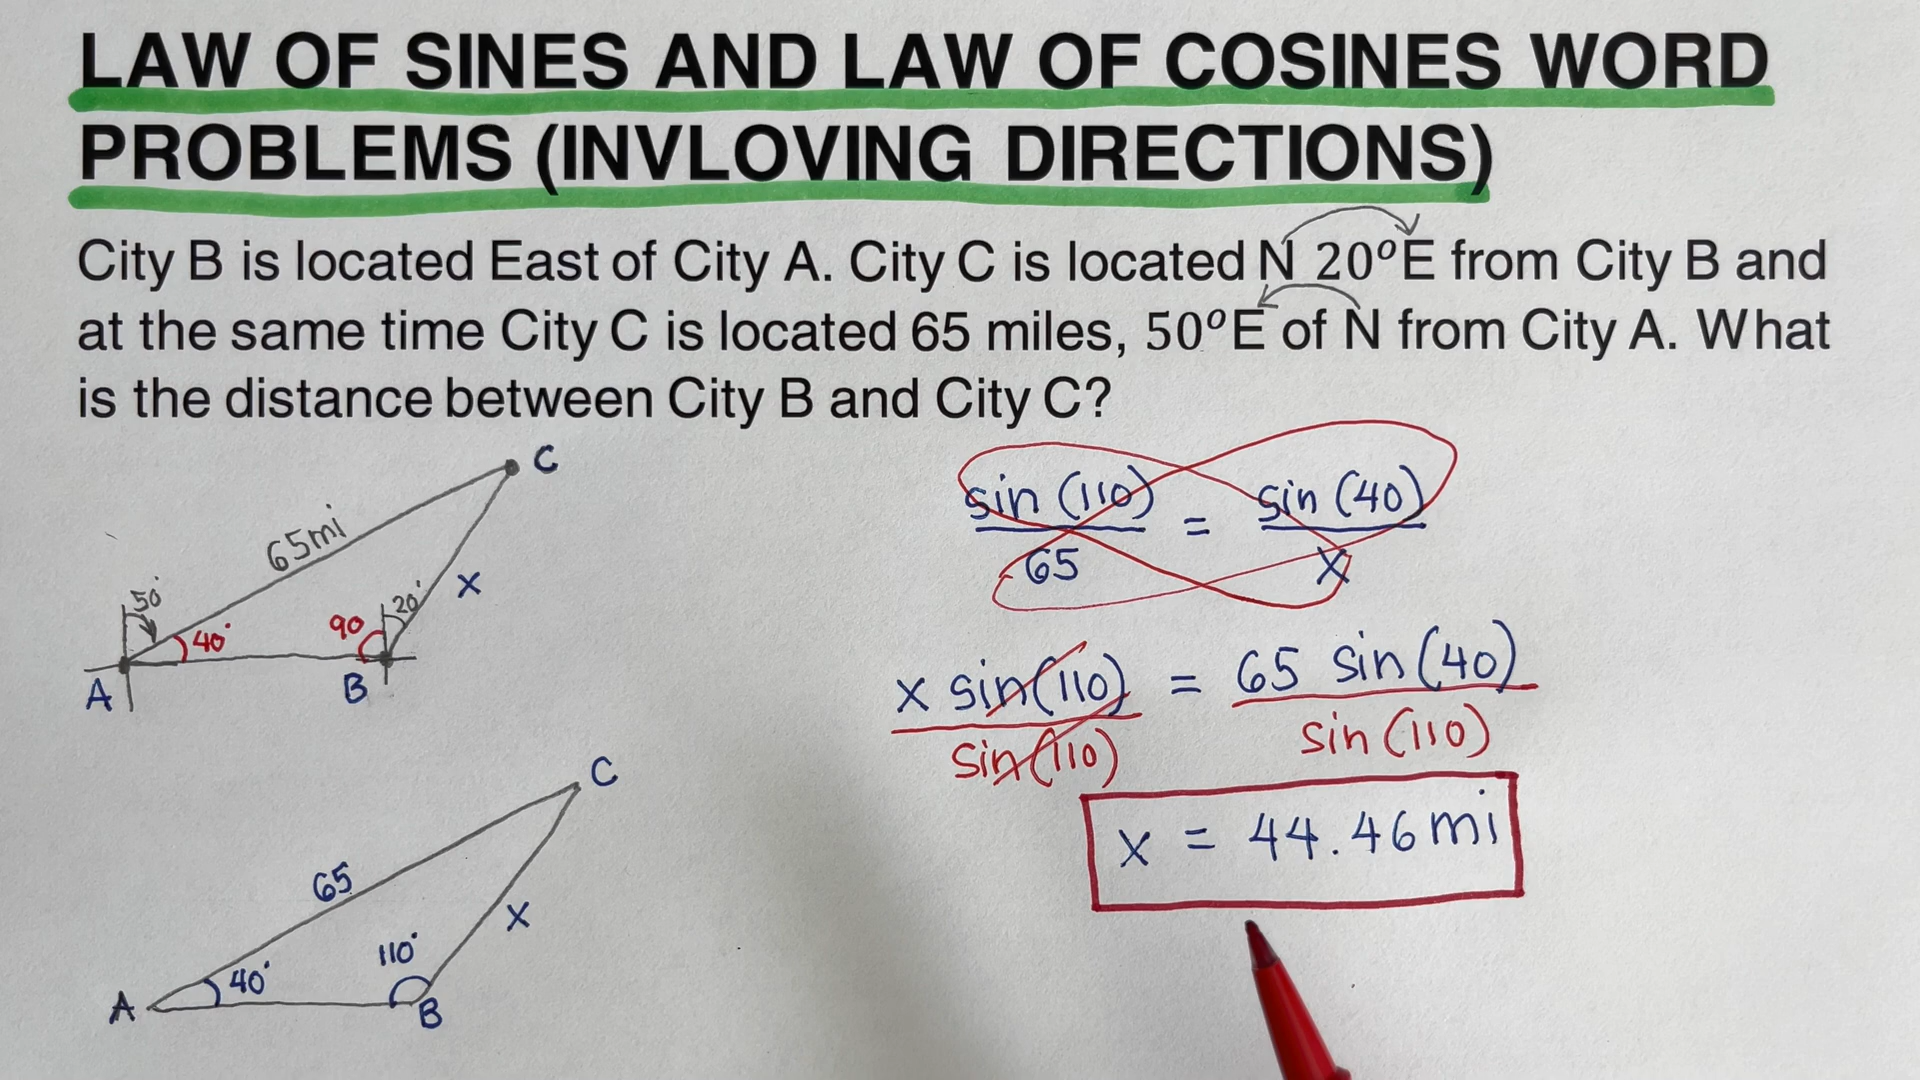 LAW OF SINES AND LAW OF COSINES WORD
PROBLEMS (INVLOVING DIRECTIONS)
City B is located East of City A. City C is located N 20°E from City B and
at the same time City C is located 65 miles, 50°E of N from City A. What
is the distance between City B and City C?
C
65mi
x
50°
20°
40°
90
A
B
C
65
x
110°
40°
A
B
sin (110) = sin (40)
65 x
x sin(110) = 65 sin(40)
sin(110) sin(110)
x = 44.46mi